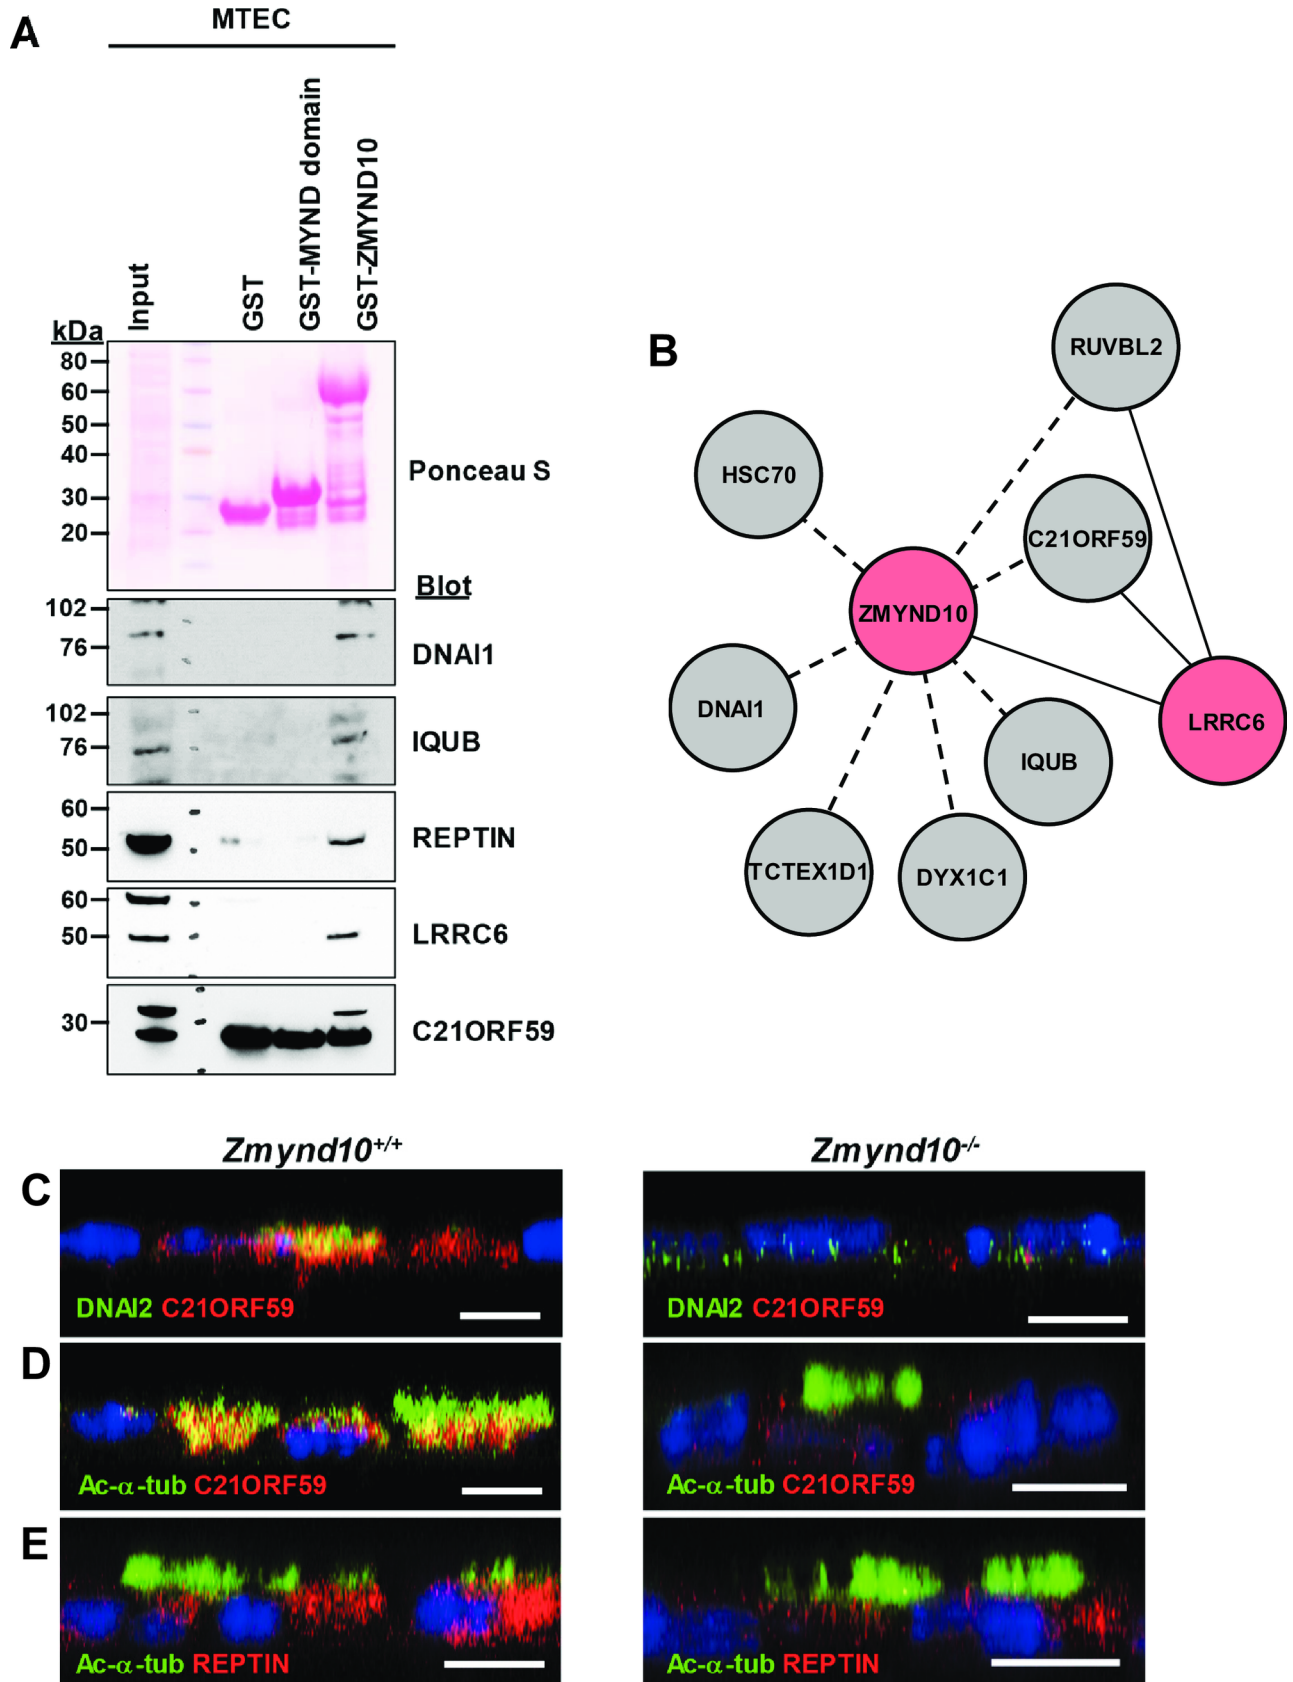 A
MTEC
Input
GST
GST-MYND domain
GST-ZMYND10
kDa
80
60
50
40
30
20
Ponceau S
Blot
102
76
DNAI1
102
76
IQUB
60
50
REPTIN
60
50
LRRC6
30
C21ORF59
B
RUVBL2
HSC70
C21ORF59
ZMYND10
DNAI1
LRRC6
IQUB
TCTEX1D1
DYX1C1
Zmynd10+/+
Zmynd10-/-
C
DNAI2 C21ORF59
DNAI2 C21ORF59
D
Ac-α-tub C21ORF59
Ac-α-tub C21ORF59
E
Ac-α-tub REPTIN
Ac-α-tub REPTIN